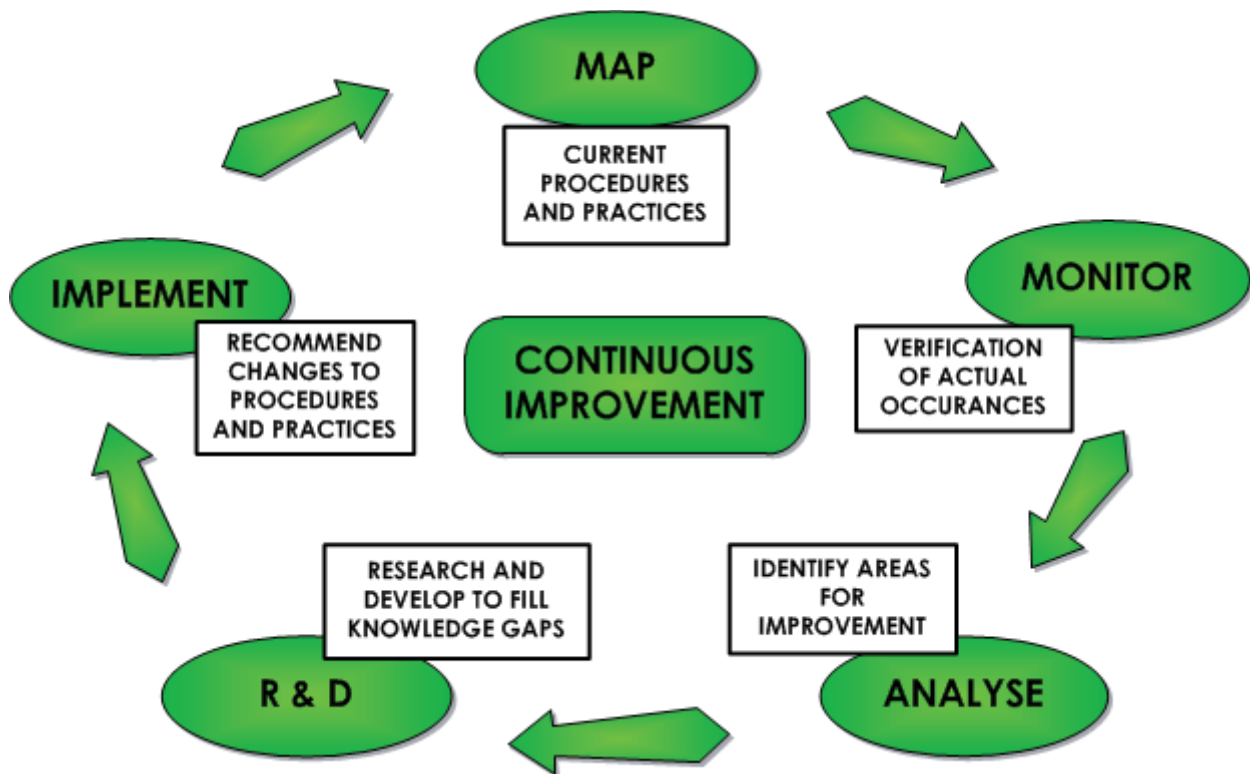 MAP
CURRENT
PROCEDURES
AND PRACTICES
MONITOR
VERIFICATION
OF ACTUAL
OCCURANCES
ANALYSE
IDENTIFY AREAS
FOR
IMPROVEMENT
R & D
RESEARCH AND
DEVELOP TO FILL
KNOWLEDGE GAPS
IMPLEMENT
RECOMMEND
CHANGES TO
PROCEDURES
AND PRACTICES
CONTINUOUS
IMPROVEMENT